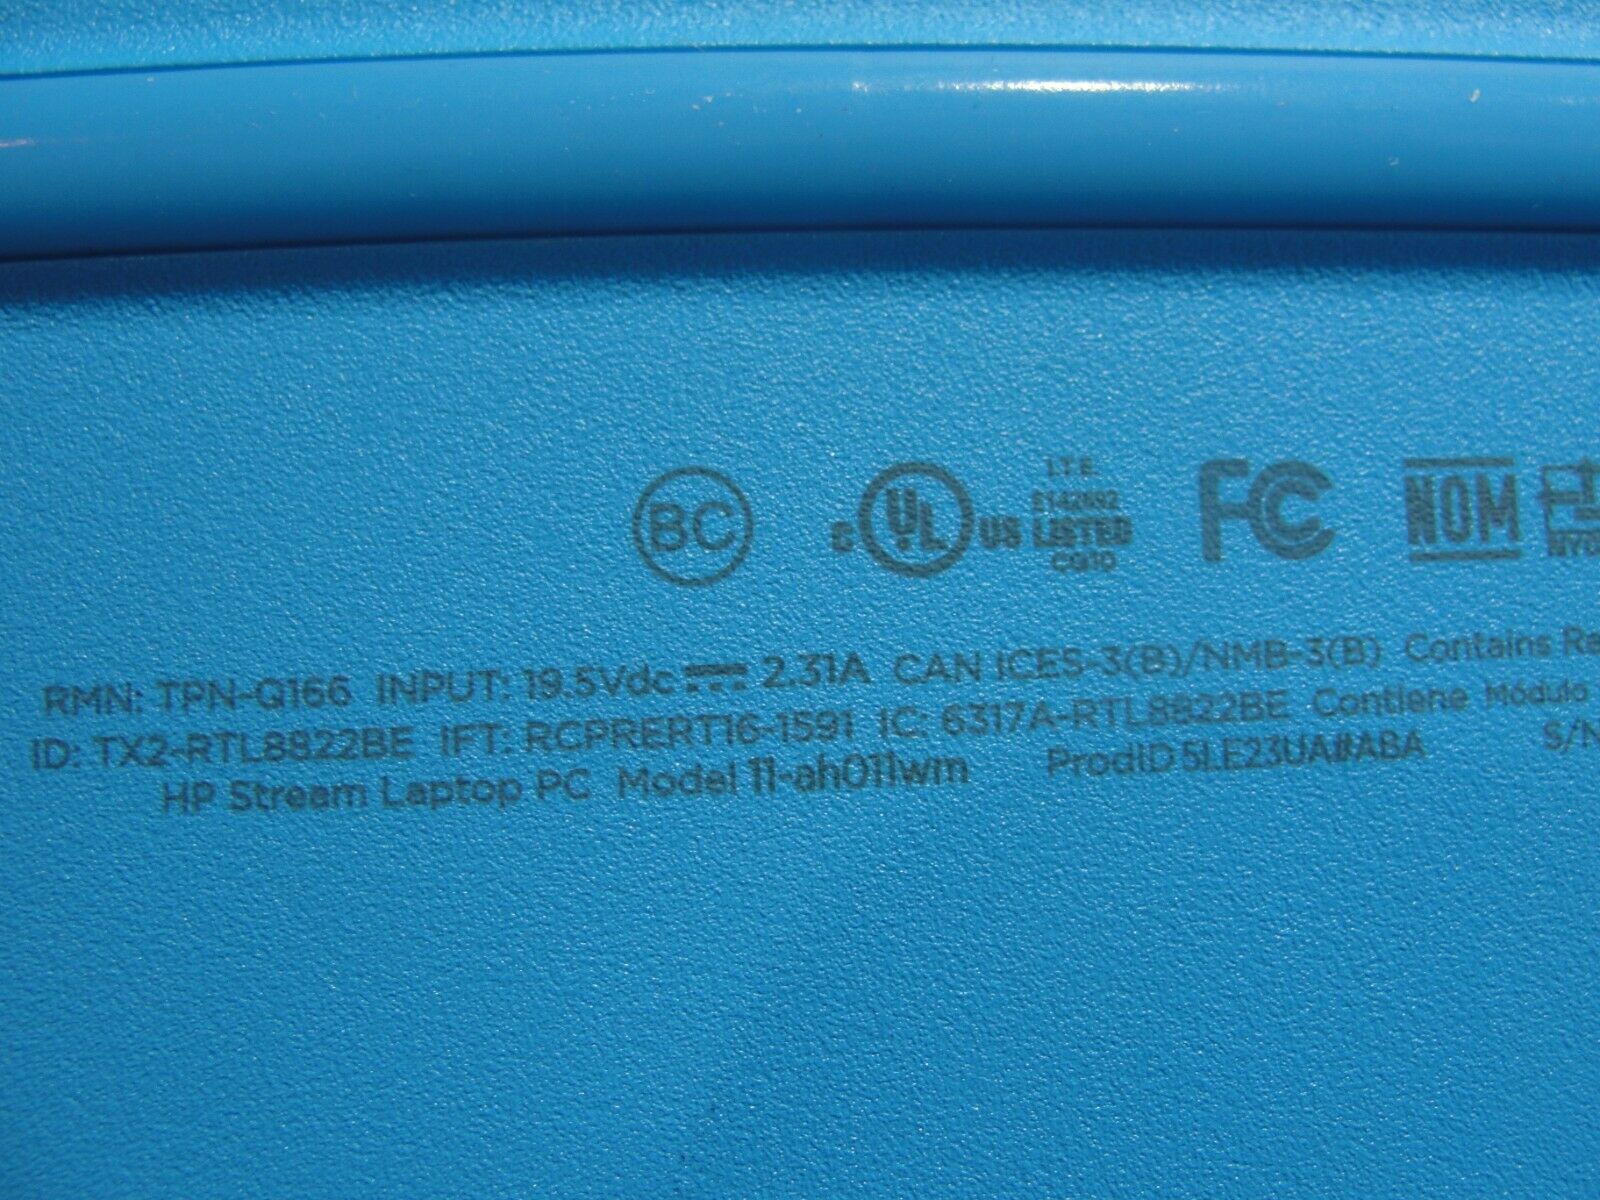 BC
c UL US
I.T.E.
E142692
LISTED
CQ10
FC
NOM
RMN: TPN-Q166 INPUT: 19.5Vdc 2.31A CAN ICES-3(B)/NMB-3(B) Contains Ra
ID: TX2-RTL8822BE IFT: RCPRERT16-1591 IC: 6317A-RTL8822BE Contiene Módulo
HP Stream Laptop PC Model 11-ah011wm ProdID 5LE23UA#ABA S/N